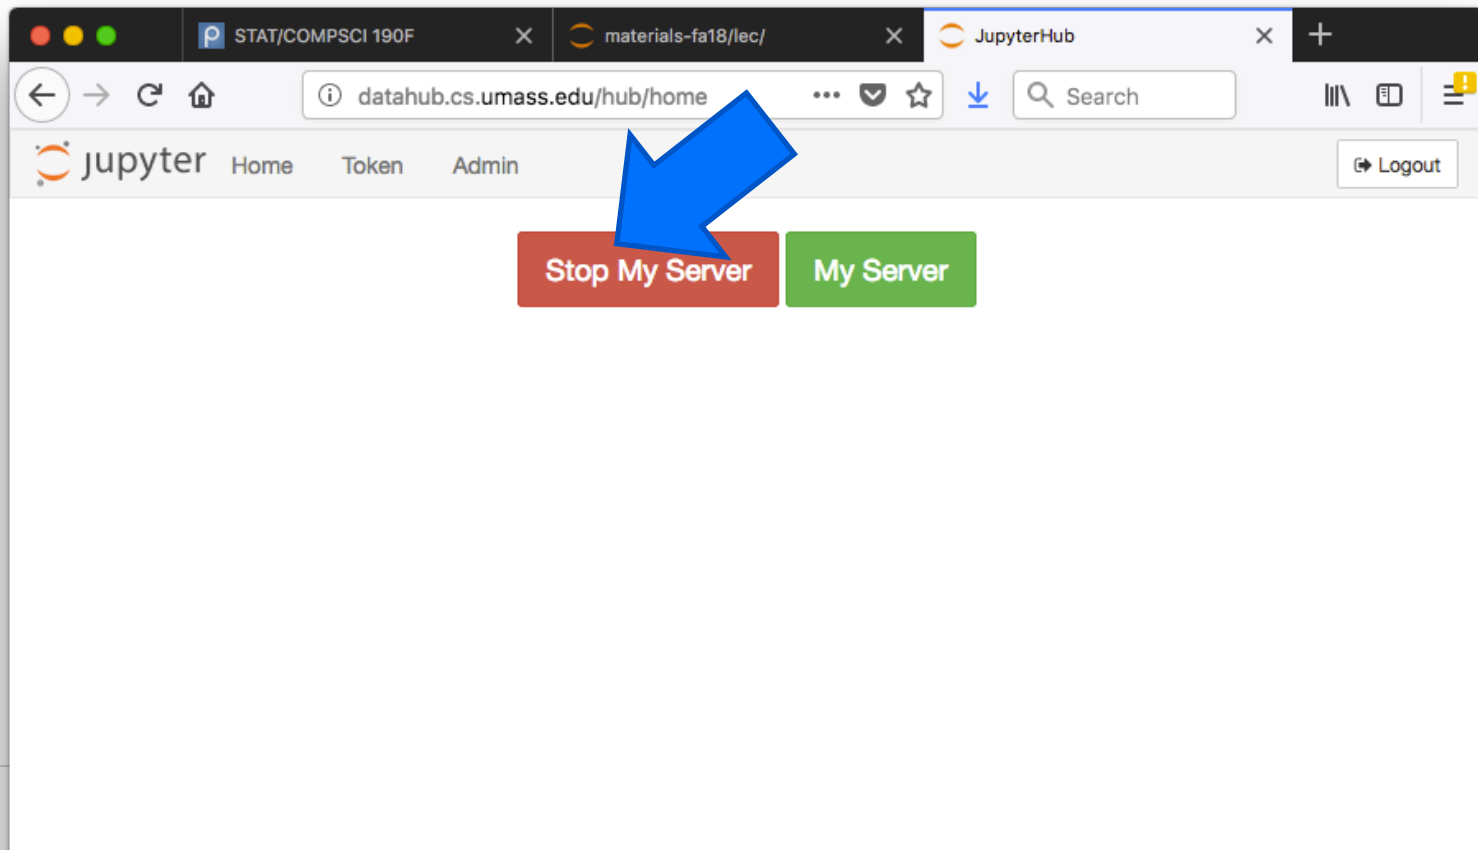 STAT/COMPSCI 190F
materials-fa18/lec/
JupyterHub
datahub.cs.umass.edu/hub/home
Search
jupyter Home Token Admin
Logout
Stop My Server
My Server